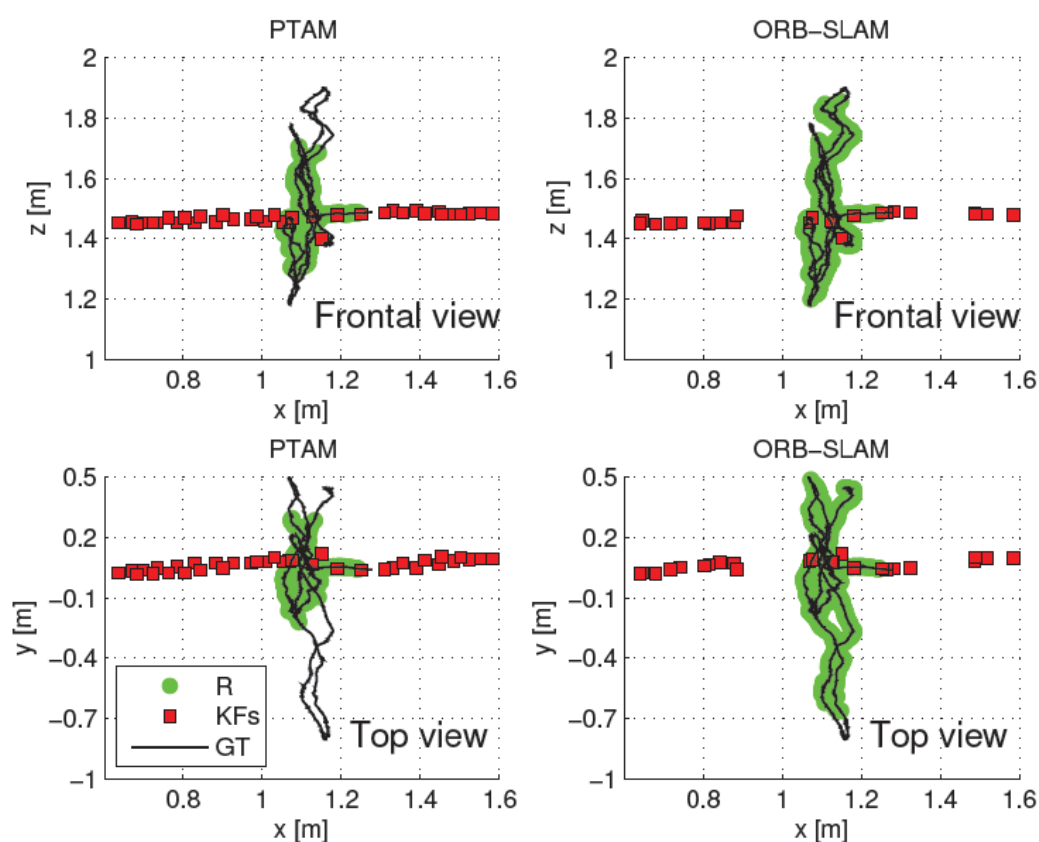 PTAM
2
1.8
1.6
1.4
1.2
1
z [m]
Frontal view
0.8
1
1.2
1.4
1.6
x [m]
ORB−SLAM
2
1.8
1.6
1.4
1.2
1
z [m]
Frontal view
0.8
1
1.2
1.4
1.6
x [m]
PTAM
0.5
0.2
−0.1
−0.4
−0.7
−1
y [m]
R
KFs
GT
Top view
0.8
1
1.2
1.4
1.6
x [m]
ORB−SLAM
0.5
0.2
−0.1
−0.4
−0.7
−1
y [m]
Top view
0.8
1
1.2
1.4
1.6
x [m]